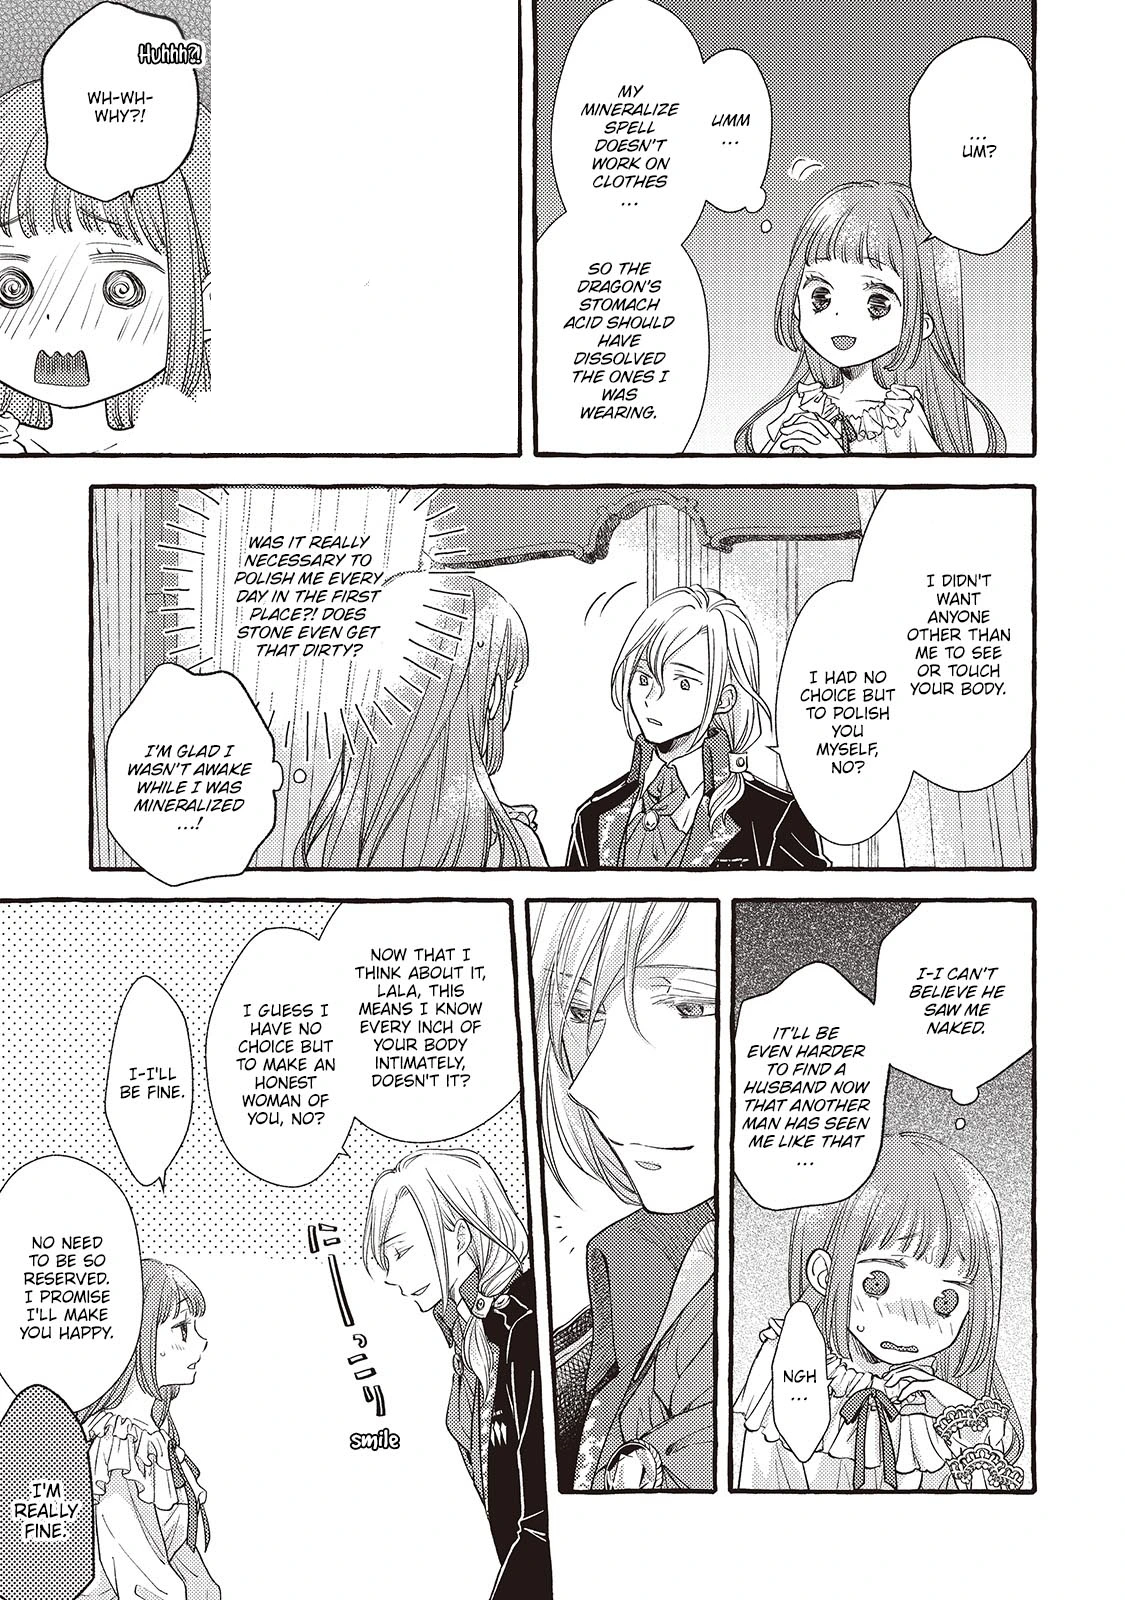 ...
UM?
UMM
...
MY
MINERALIZE
SPELL
DOESN'T
WORK ON
CLOTHES
...
SO THE
DRAGON'S
STOMACH
ACID SHOULD
HAVE
DISSOLVED
THE ONES I
WAS
WEARING.
Huhhh?!
WH-WH-
WHY?!
I DIDN'T
WANT
ANYONE
OTHER THAN
ME TO SEE
OR TOUCH
YOUR BODY.
I HAD NO
CHOICE BUT
TO POLISH
YOU
MYSELF,
NO?
WAS IT REALLY
NECESSARY TO
POLISH ME EVERY
DAY IN THE FIRST
PLACE?! DOES
STONE EVEN GET
THAT DIRTY?
I'M GLAD I
WASN'T AWAKE
WHILE I WAS
MINERALIZED
...!
I-I CAN'T
BELIEVE HE
SAW ME
NAKED.
IT'LL BE
EVEN HARDER
TO FIND A
HUSBAND NOW
THAT ANOTHER
MAN HAS SEEN
ME LIKE THAT
...
NGH
...
NOW THAT I
THINK ABOUT IT,
LALA, THIS
MEANS I KNOW
EVERY INCH OF
YOUR BODY
INTIMATELY,
DOESN'T IT?
I GUESS I
HAVE NO
CHOICE BUT
TO MAKE AN
HONEST
WOMAN OF
YOU, NO?
にーっこり
smile
I-I'LL
BE FINE.
NO NEED
TO BE SO
RESERVED.
I PROMISE
I'LL MAKE
YOU HAPPY.
I'M
REALLY
FINE.